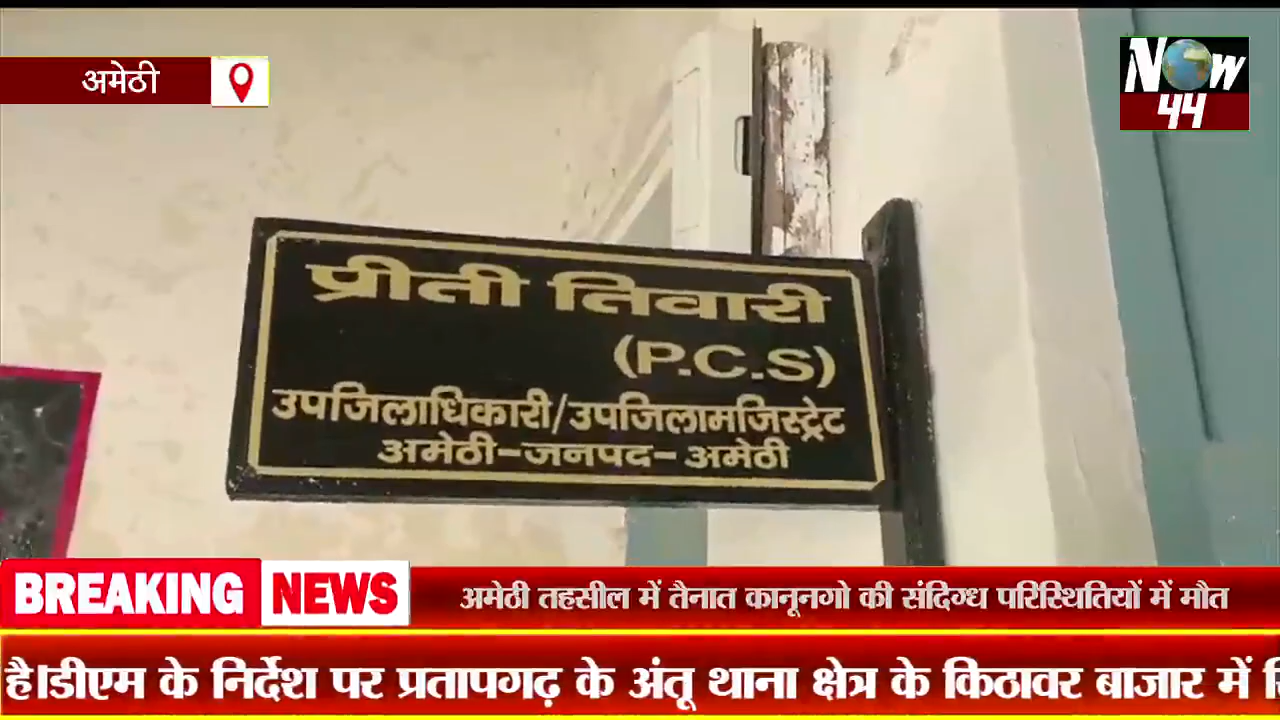 अमेठी
NOW
44
प्रीती तिवारी
(P.C.S)
उपजिलाधिकारी/उपजिलामजिस्ट्रेट
अमेठी-जनपद- अमेठी
BREAKING NEWS
अमेठी तहसील में तैनात कानूनगो की संदिग्ध परिस्थितियों में मौत
है।डीएम के निर्देश पर प्रतापगढ़ के अंतू थाना क्षेत्र के किठावर बाजार में